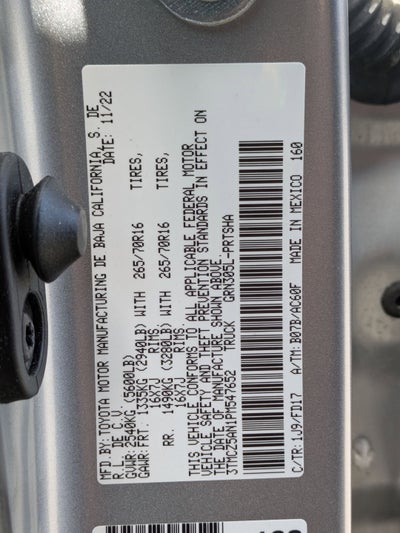 MFD. BY: TOYOTA MOTOR MANUFACTURING DE BAJA CALIFORNIA, S. DE
R.L. DE C.V. DATE: 11/22
GVWR: 2540KG (5600LB)
GAWR: FRT. 1335KG (2940LB) WITH 265/70R16 TIRES,
16X7J RIMS,
RR. 1490KG (3280LB) WITH 265/70R16 TIRES,
16X7J RIMS.
THIS VEHICLE CONFORMS TO ALL APPLICABLE FEDERAL MOTOR
VEHICLE SAFETY AND THEFT PREVENTION STANDARDS IN EFFECT ON
THE DATE OF MANUFACTURE SHOWN ABOVE.
3TMCZ5AN1PM547652 TRUCK GRN305L-PRTSHA
C/TR: 1J9/FD17 A/TM: B07B/AC60F MADE IN MEXICO 160